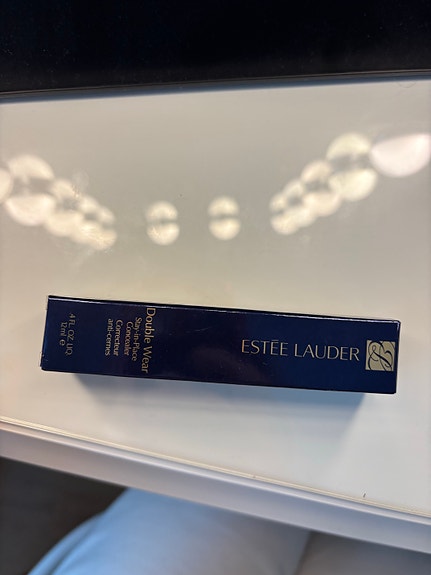 ESTĒE LAUDER
Double Wear
Stay-in-Place
Concealer
Correcteur
anti-cernes
.4 FL.OZ.LIQ.
12ml e